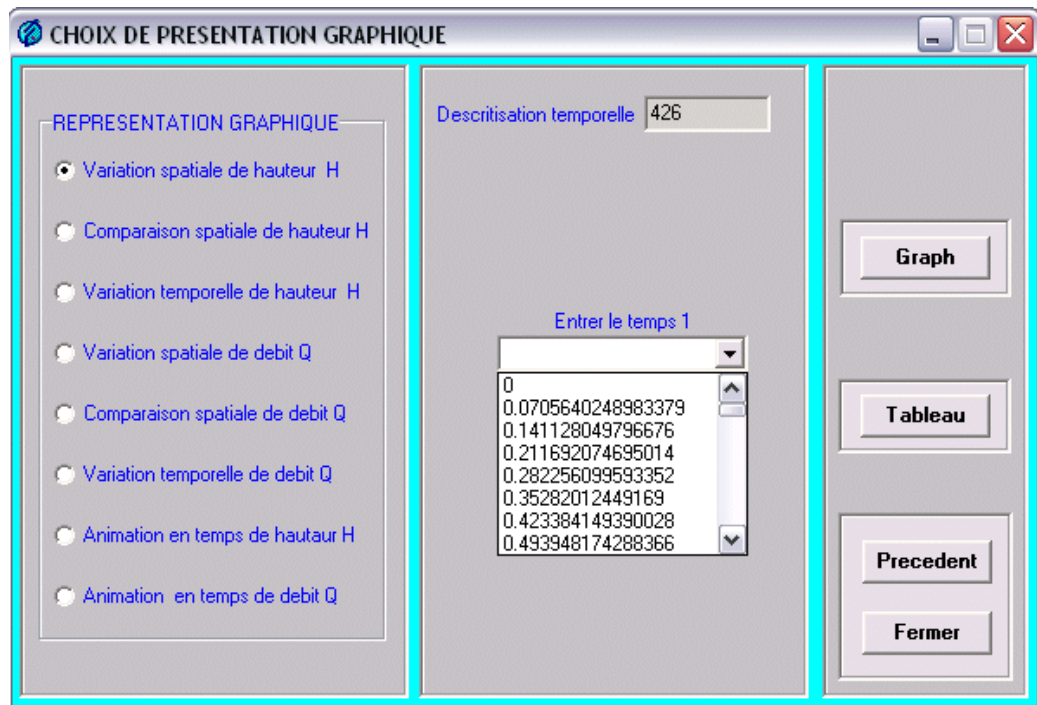 CHOIX DE PRESENTATION GRAPHIQUE
REPRESENTATION GRAPHIQUE
Variation spatiale de hauteur H
Comparaison spatiale de hauteur H
Variation temporelle de hauteur H
Variation spatiale de debit Q
Comparaison spatiale de debit Q
Variation temporelle de debit Q
Animation en temps de hautaur H
Animation en temps de debit Q
Descritisation temporelle 426
Entrer le temps 1
0
0.0705640248983379
0.141128049796676
0.211692074695014
0.282256099593352
0.35282012449169
0.423384149390028
0.493948174288366
Graph
Tableau
Precedent
Fermer